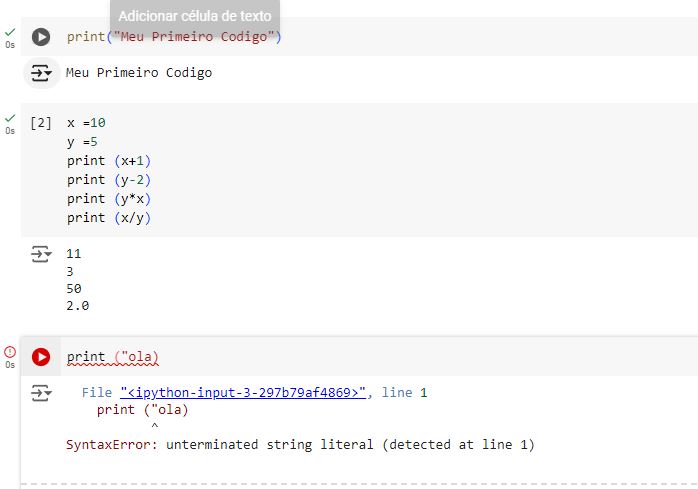 Adicionar célula de texto
0s
print("Meu Primeiro Codigo")
Meu Primeiro Codigo
0s
[2] x =10
y =5
print (x+1)
print (y-2)
print (y*x)
print (x/y)
11
3
50
2.0
0s
print ("ola)
File "<ipython-input-3-297b79af4869>", line 1
print ("ola)
^
SyntaxError: unterminated string literal (detected at line 1)